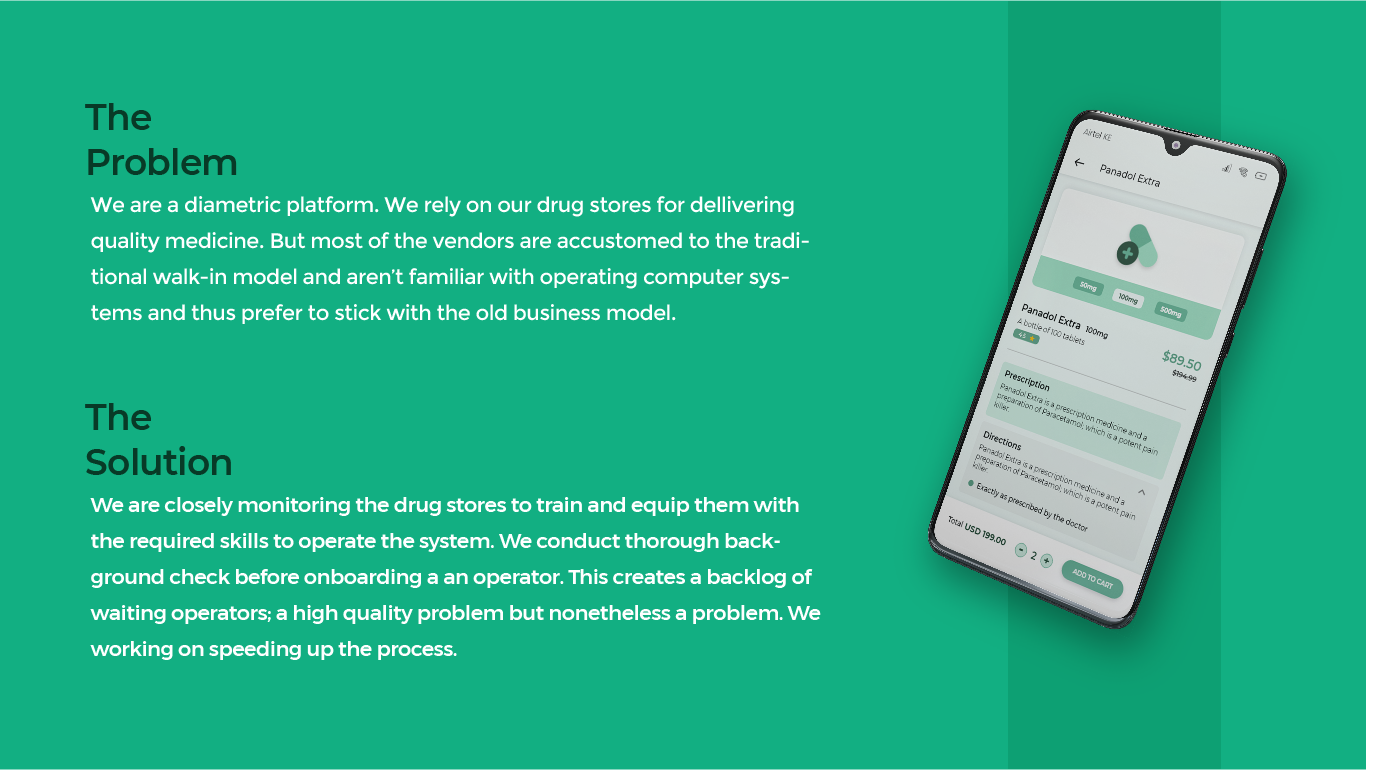 The
Problem
We are a diametric platform. We rely on our drug stores for dellivering
quality medicine. But most of the vendors are accustomed to the tradi-
tional walk-in model and aren't familiar with operating computer sys-
tems and thus prefer to stick with the old business model.
The
Solution
We are closely monitoring the drug stores to train and equip them with
the required skills to operate the system. We conduct thorough back-
ground check before onboarding a an operator. This creates a backlog of
waiting operators; a high quality problem but nonetheless a problem. We
working on speeding up the process.
Airtel KE
Panadol Extra
50mg
100mg
500mg
Panadol Extra 100mg
A bottle of 100 tablets
4.5
$89.50
$194.99
Prescription
Panadol Extra is a prescription medicine and a
preparation of Paracetamol, which is a potent pain
killer.
Directions
Panadol Extra is a prescription medicine and a
preparation of Paracetamol, which is a potent pain
killer.
Exactly as prescribed by the doctor
Total USD 199.00
- 2 +
ADD TO CART